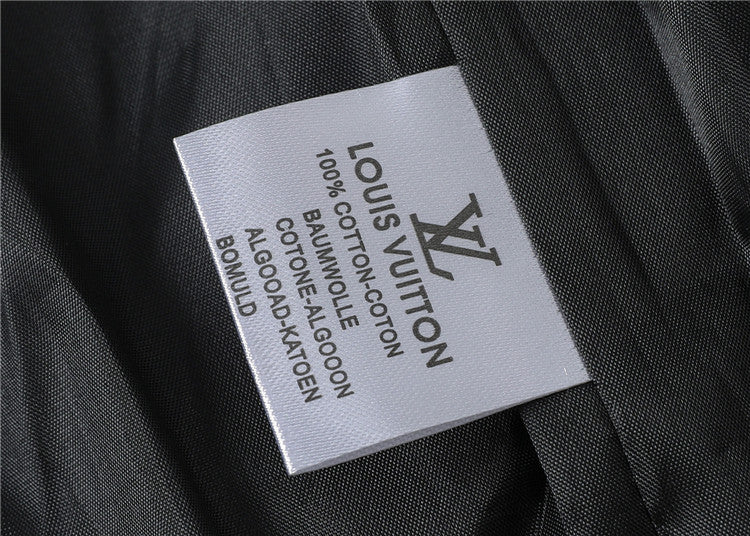 LV
LOUIS VUITTON
100% COTTON-COTON
BAUMWOLLE
COTONE-ALGOOON
ALGOOAD-KATOEN
BOMULD